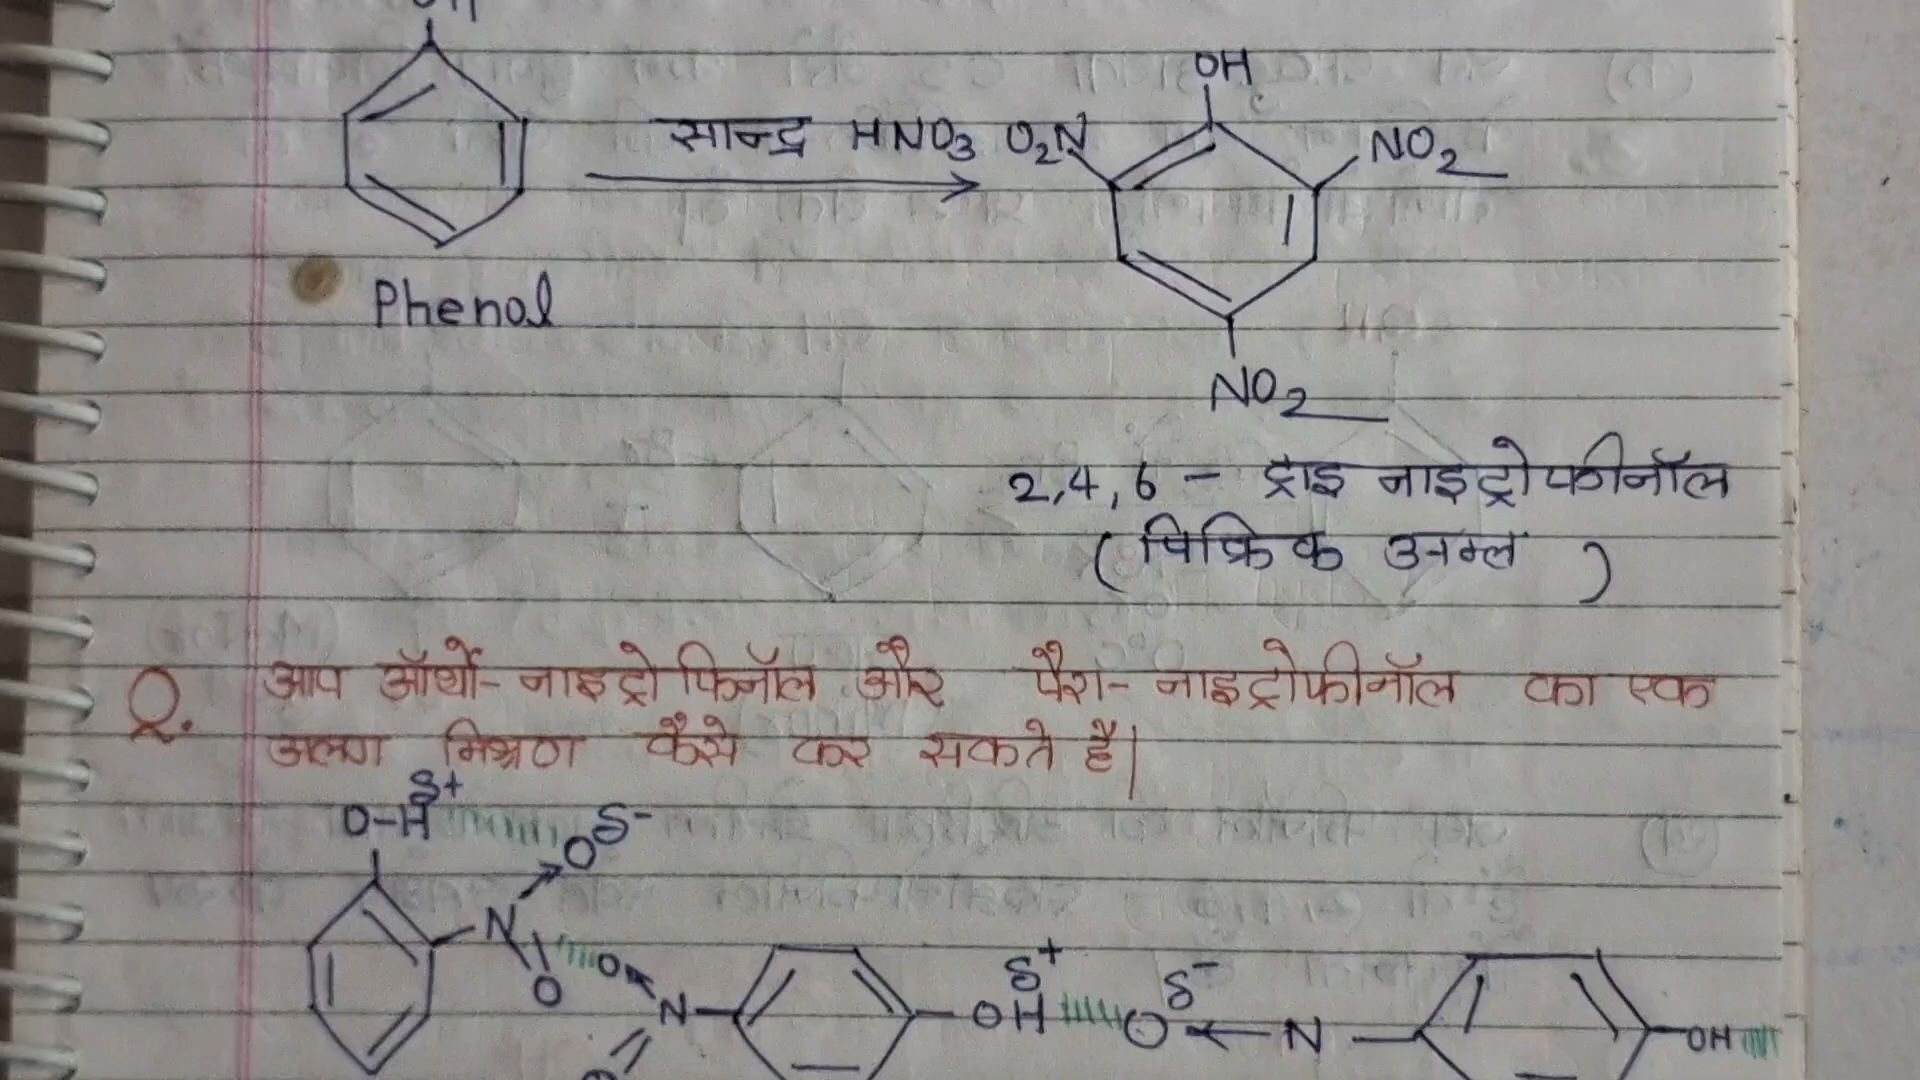 OH
OH
सान्द्र HNO3
O2N
NO2
Phenol
NO2
2,4,6 - ट्राइ नाइट्रोफीनॉल
(पिक्रिक अम्ल)
Q. आप ऑर्थो-नाइट्रो फिनॉल और पैरा-नाइट्रोफीनॉल का एक
अलग मिश्रण कैसे कर सकते है।
O-H δ+
O δ-
N
O
O
N
O
δ+
OH
δ-
O
N
OH